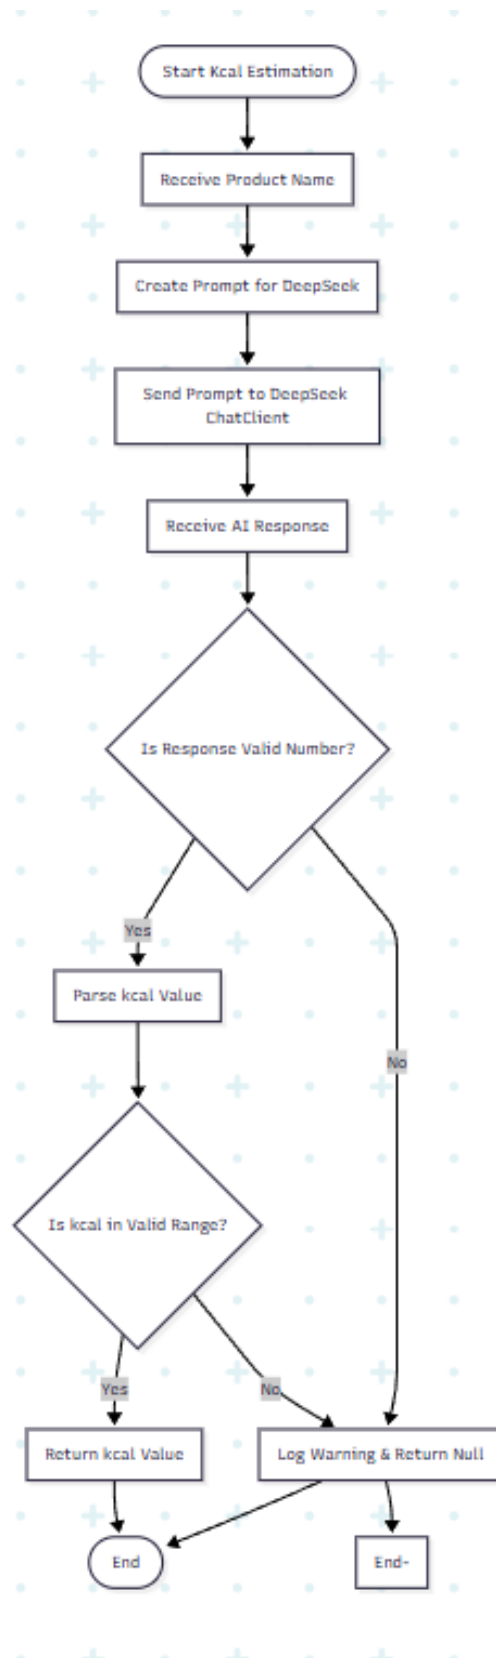 Start Kcal Estimation
Receive Product Name
Create Prompt for DeepSeek
Send Prompt to DeepSeek
ChatClient
Receive AI Response
Is Response Valid Number?
Yes
Parse kcal Value
No
Is kcal in Valid Range?
Yes
No
Return kcal Value
Log Warning & Return Null
End
End-